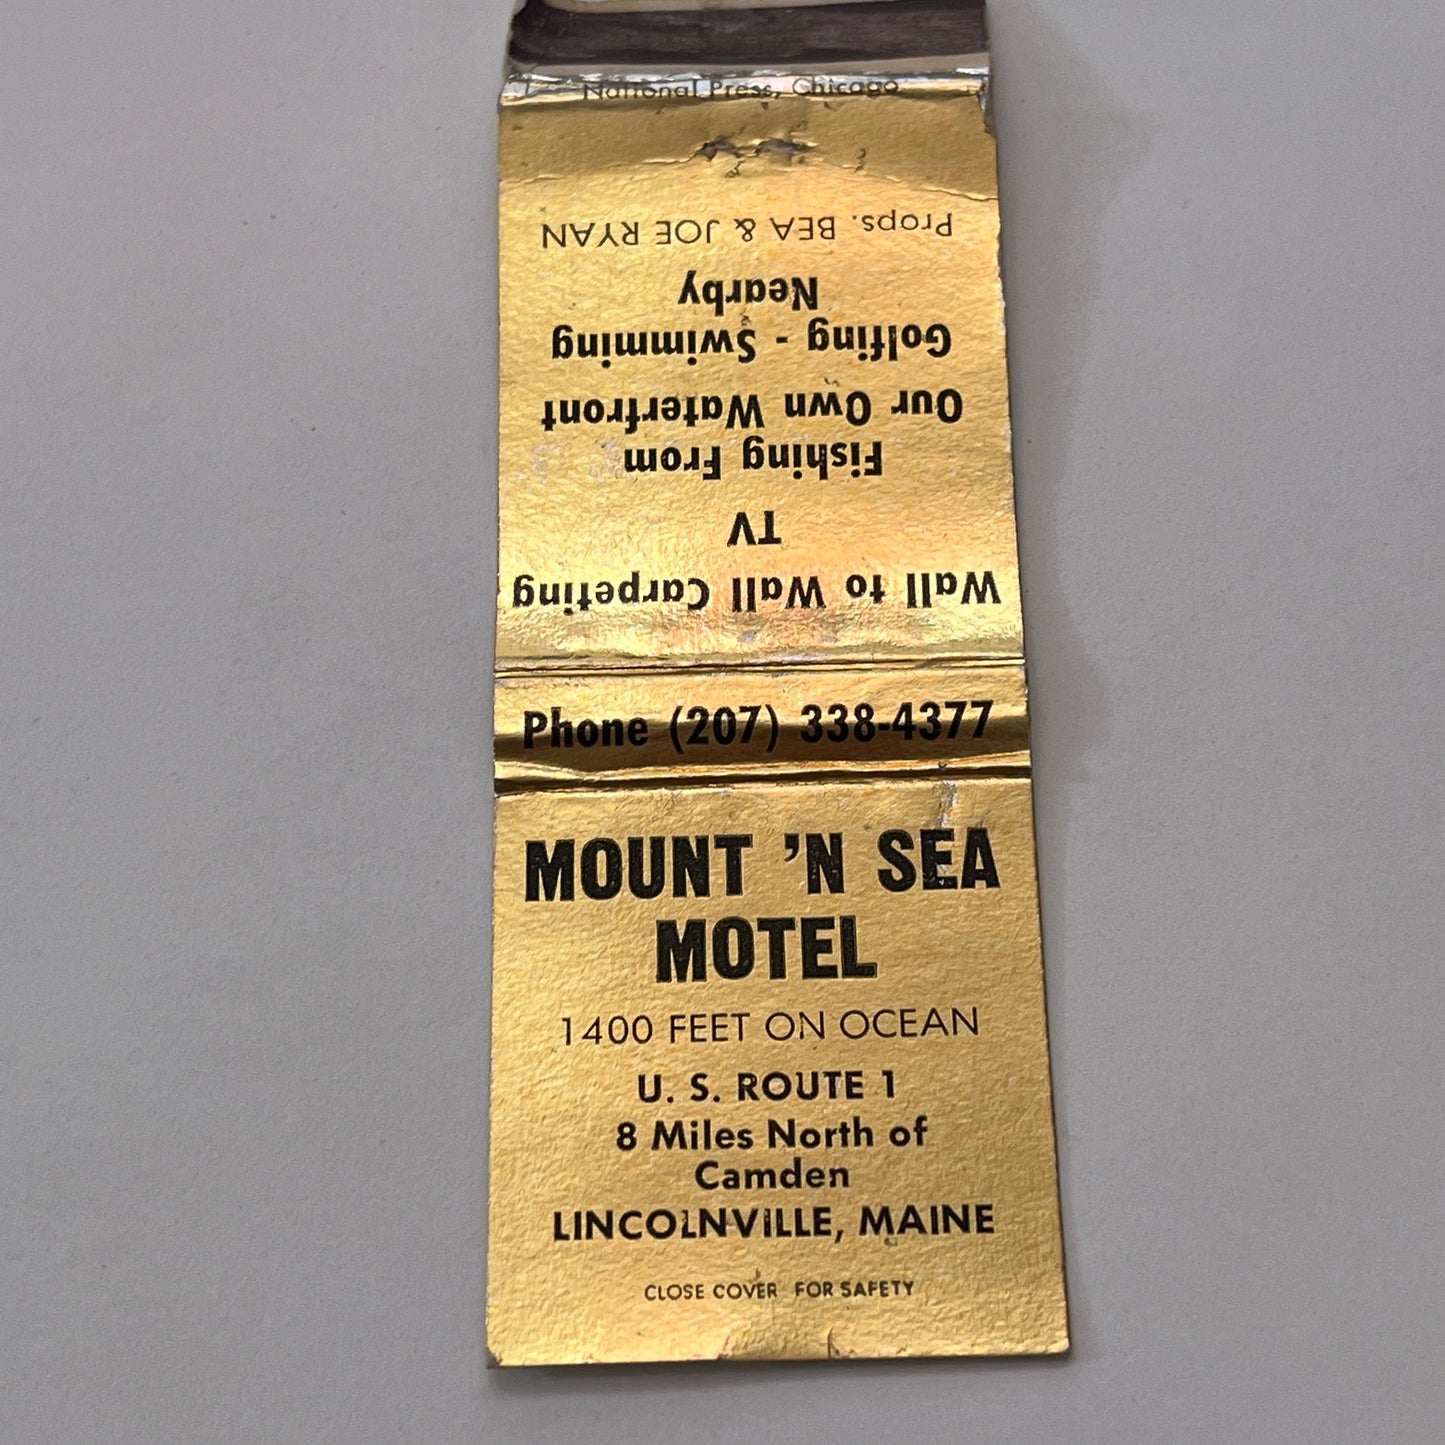 National Press, Chicago
Props. BEA & JOE RYAN
Nearby
Golfing - Swimming
Our Own Waterfront
Fishing From
TV
Wall to Wall Carpeting
Phone (207) 338-4377
MOUNT 'N SEA
MOTEL
1400 FEET ON OCEAN
U. S. ROUTE 1
8 Miles North of
Camden
LINCOLNVILLE, MAINE
CLOSE COVER FOR SAFETY